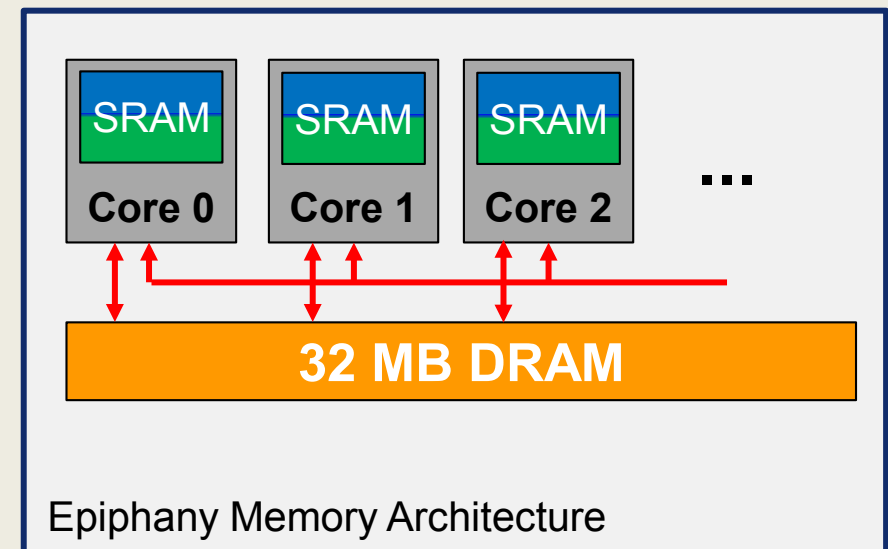 SRAM SRAM SRAM
Core 0 Core 1 Core 2 ...
32 MB DRAM
Epiphany Memory Architecture